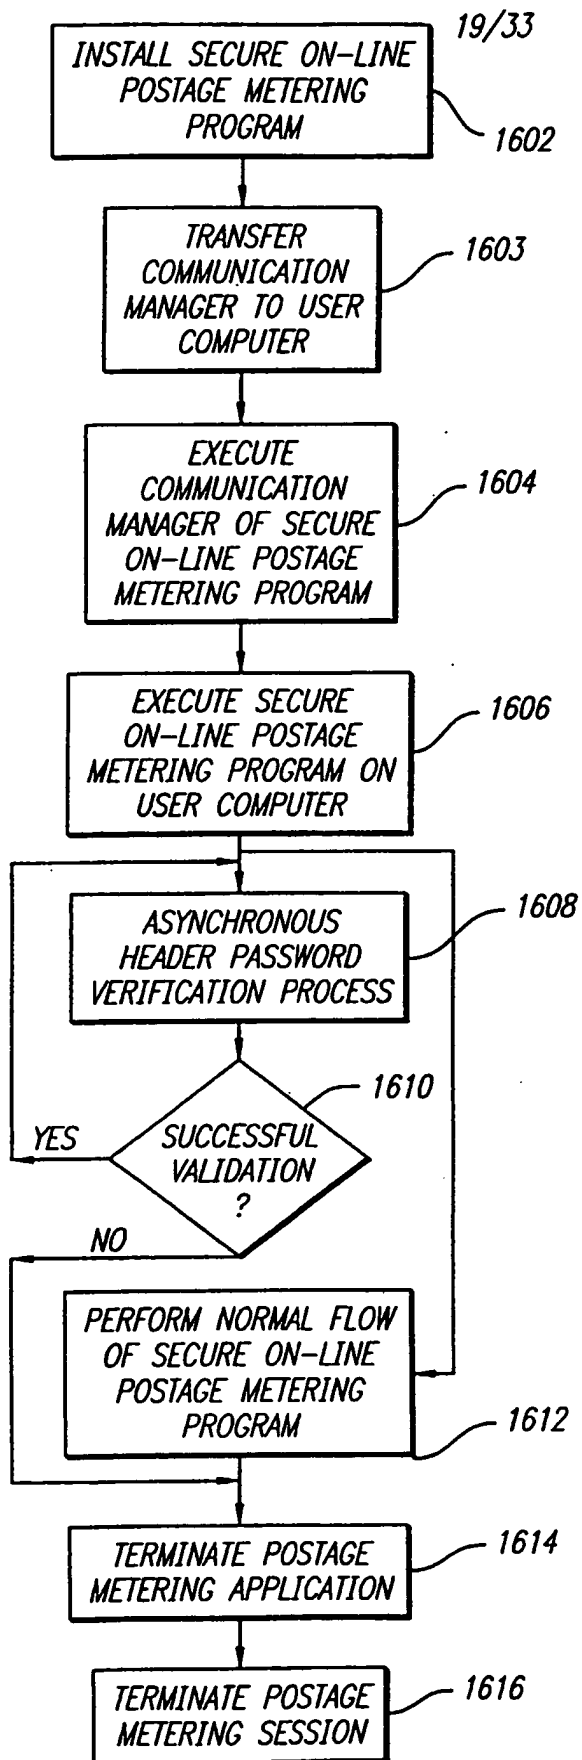 19/33
INSTALL SECURE ON-LINE
POSTAGE METERING
PROGRAM
1602
TRANSFER
COMMUNICATION
MANAGER TO USER
COMPUTER
1603
EXECUTE
COMMUNICATION
MANAGER OF SECURE
ON-LINE POSTAGE
METERING PROGRAM
1604
EXECUTE SECURE
ON-LINE POSTAGE
METERING PROGRAM ON
USER COMPUTER
1606
ASYNCHRONOUS
HEADER PASSWORD
VERIFICATION PROCESS
1608
1610
YES
SUCCESSFUL
VALIDATION
?
NO
PERFORM NORMAL FLOW
OF SECURE ON-LINE
POSTAGE METERING
PROGRAM
1612
TERMINATE POSTAGE
METERING APPLICATION
1614
TERMINATE POSTAGE
METERING SESSION
1616